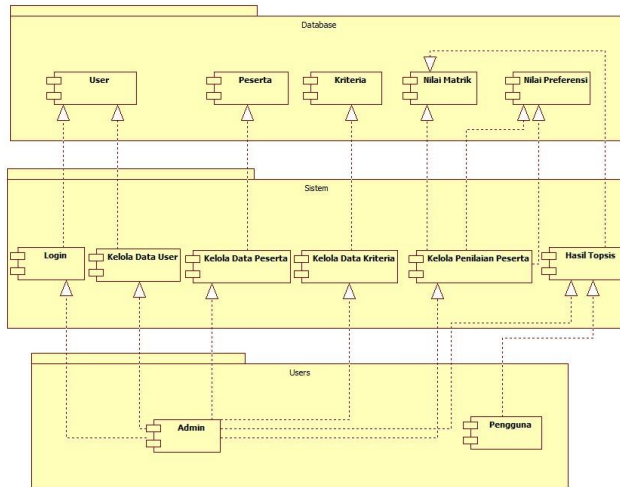 Database
User
Peserta
Kriteria
Nilai Matrik
Nilai Preferensi
Sistem
Login
Kelola Data User
Kelola Data Peserta
Kelola Data Kriteria
Kelola Penilaian Peserta
Hasil Topsis
Users
Admin
Pengguna